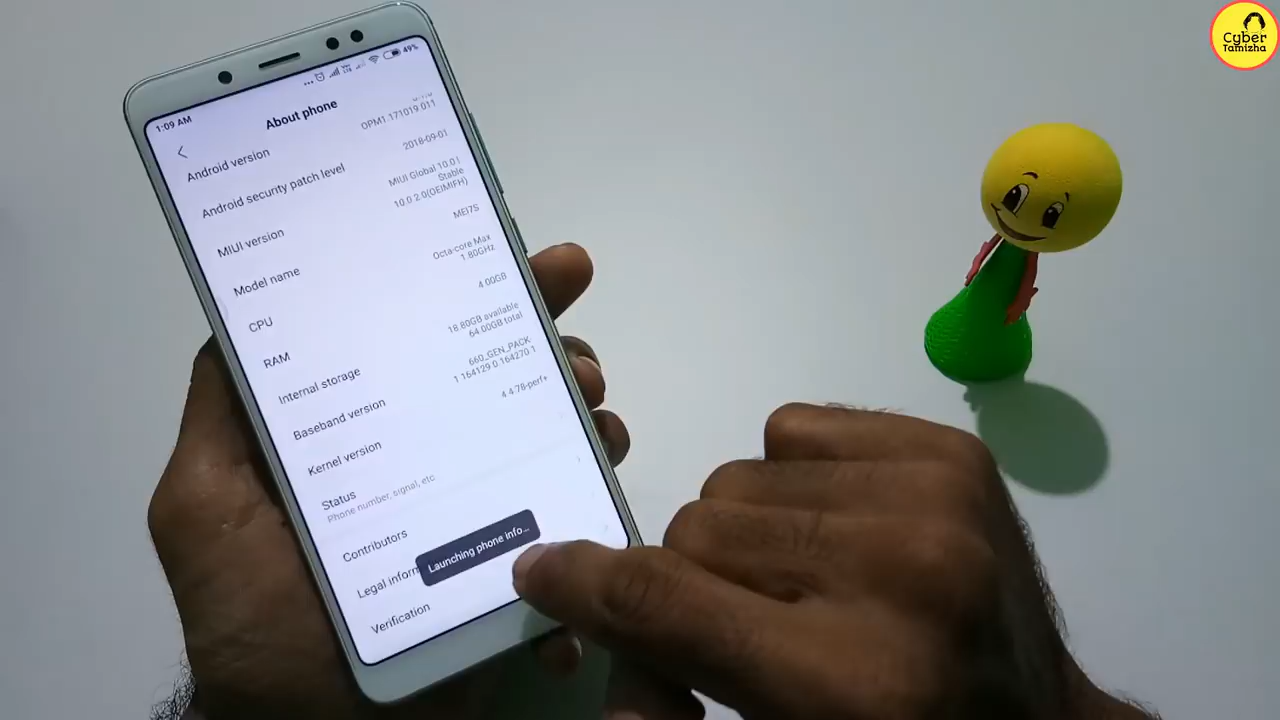 Cyber
Tamizha
1:09 AM
49%
About phone
Android version
OPM1.171019.011
Android security patch level
2018-09-01
MIUI version
MIUI Global 10.0 |
Stable
10.0.2.0(OEIMIFH)
Model name
MEI7S
CPU
Octa-core Max
1.80GHz
RAM
4.00GB
Internal storage
18.80GB available
64.00GB total
Baseband version
660_GEN_PACK-
1.164129.0.164270.1
Kernel version
4.4.78-perf+
Status
Phone number, signal, etc
Contributors
Legal inform
Launching phone info...
Verification